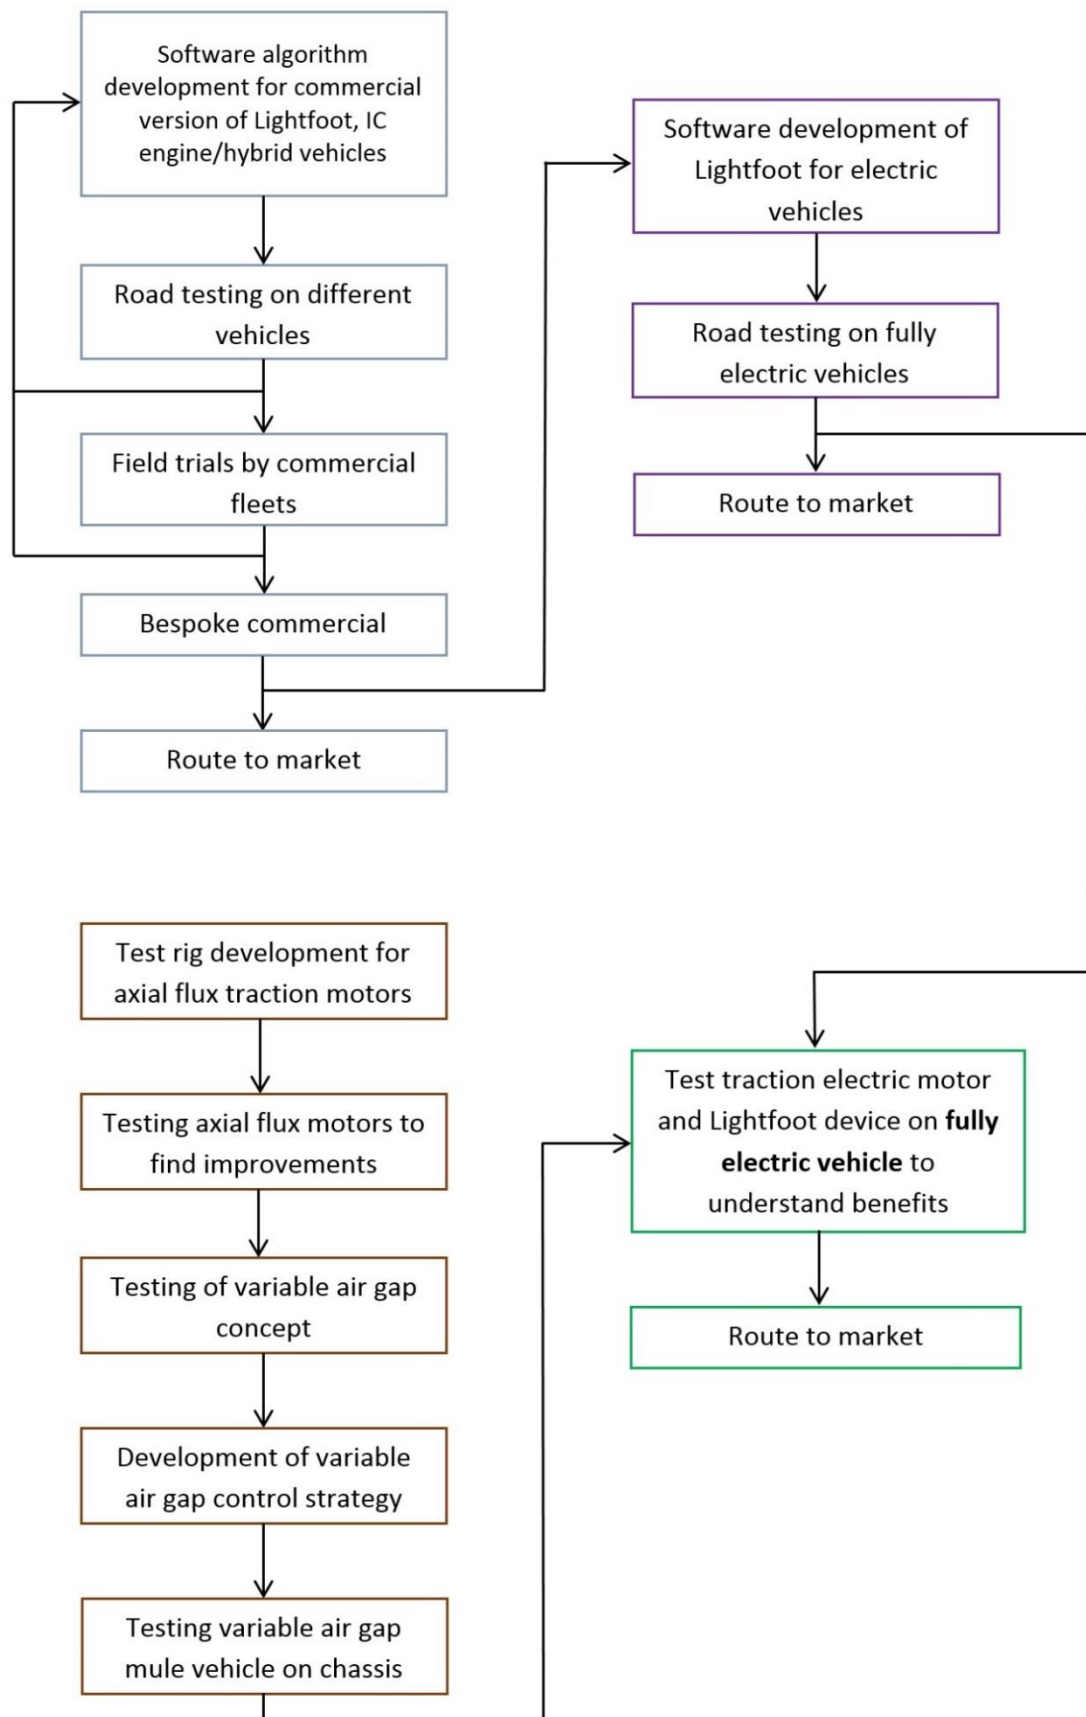 Software algorithm
development for commercial
version of Lightfoot, IC
engine/hybrid vehicles
Road testing on different
vehicles
Field trials by commercial
fleets
Bespoke commercial
Route to market
Software development of
Lightfoot for electric
vehicles
Road testing on fully
electric vehicles
Route to market
Test rig development for
axial flux traction motors
Testing axial flux motors to
find improvements
Testing of variable air gap
concept
Development of variable
air gap control strategy
Testing variable air gap
mule vehicle on chassis
Test traction electric motor
and Lightfoot device on fully
electric vehicle to
understand benefits
Route to market